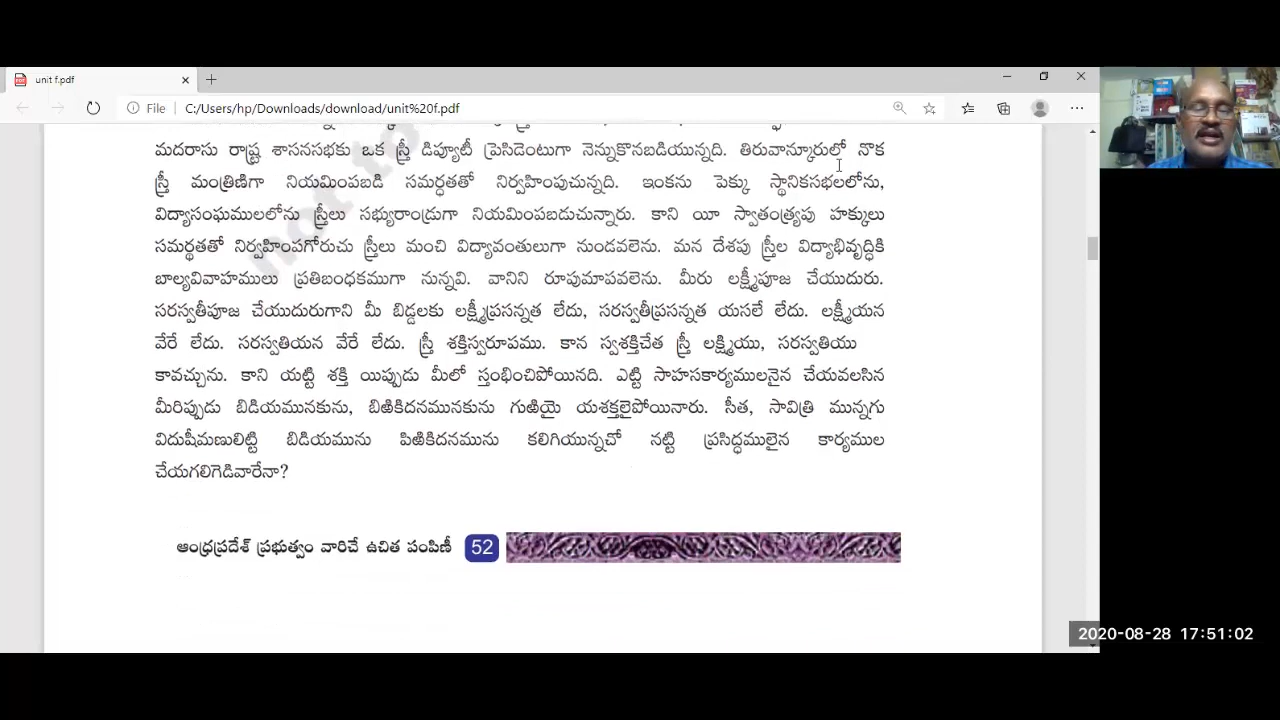 unit f.pdf
File
C:/Users/hp/Downloads/download/unit%20f.pdf
మదరాసు రాష్ట్ర శాసనసభకు ఒక స్త్రీ డిప్యూటీ ప్రెసిడెంటుగా నెన్నుకొనబడియున్నది. తిరువాన్కూరులో నొక
స్త్రీ మంత్రిణిగా నియమింపబడి సమర్ధతతో నిర్వహింపుచున్నది. ఇంకను పెక్కు స్థానికసభలలోను,
విద్యాసంఘములలోను స్త్రీలు సభ్యురాండ్రుగా నియమింపబడుచున్నారు. కాని యీ స్వాతంత్ర్యపు హక్కులు
సమర్థతతో నిర్వహింపగోరుచు స్త్రీలు మంచి విద్యావంతులుగా నుండవలెను. మన దేశపు స్త్రీల విద్యాభివృద్ధికి
బాల్యవివాహములు ప్రతిబంధకముగా నున్నవి. వానిని రూపుమాపవలెను. మీరు లక్ష్మీపూజ చేయుదురు.
సరస్వతీపూజ చేయుదురుగాని మీ బిడ్డలకు లక్ష్మీప్రసన్నత లేదు, సరస్వతీప్రసన్నత యసలే లేదు. లక్ష్మీయన
వేరే లేదు. సరస్వతియన వేరే లేదు. స్త్రీ శక్తిస్వరూపము. కాన స్వశక్తిచేత స్త్రీ లక్ష్మియు, సరస్వతియు
కావచ్చును. కాని యట్టి శక్తి యిప్పుడు మీలో స్తంభించిపోయినది. ఎట్టి సాహసకార్యములనైన చేయవలసిన
మీరిప్పుడు బిడియమునకును, బిఱికిదనమునకును గుఱియై యశక్తలైపోయినారు. సీత, సావిత్రి మున్నగు
విదుషీమణులిట్టి బిడియమును పిఱికిదనమును కలిగియున్నచో నట్టి ప్రసిద్ధములైన కార్యముల
చేయగలిగెడివారేనా?
ఆంధ్రప్రదేశ్ ప్రభుత్వం వారిచే ఉచిత పంపిణీ 52
2020-08-28 17:51:02